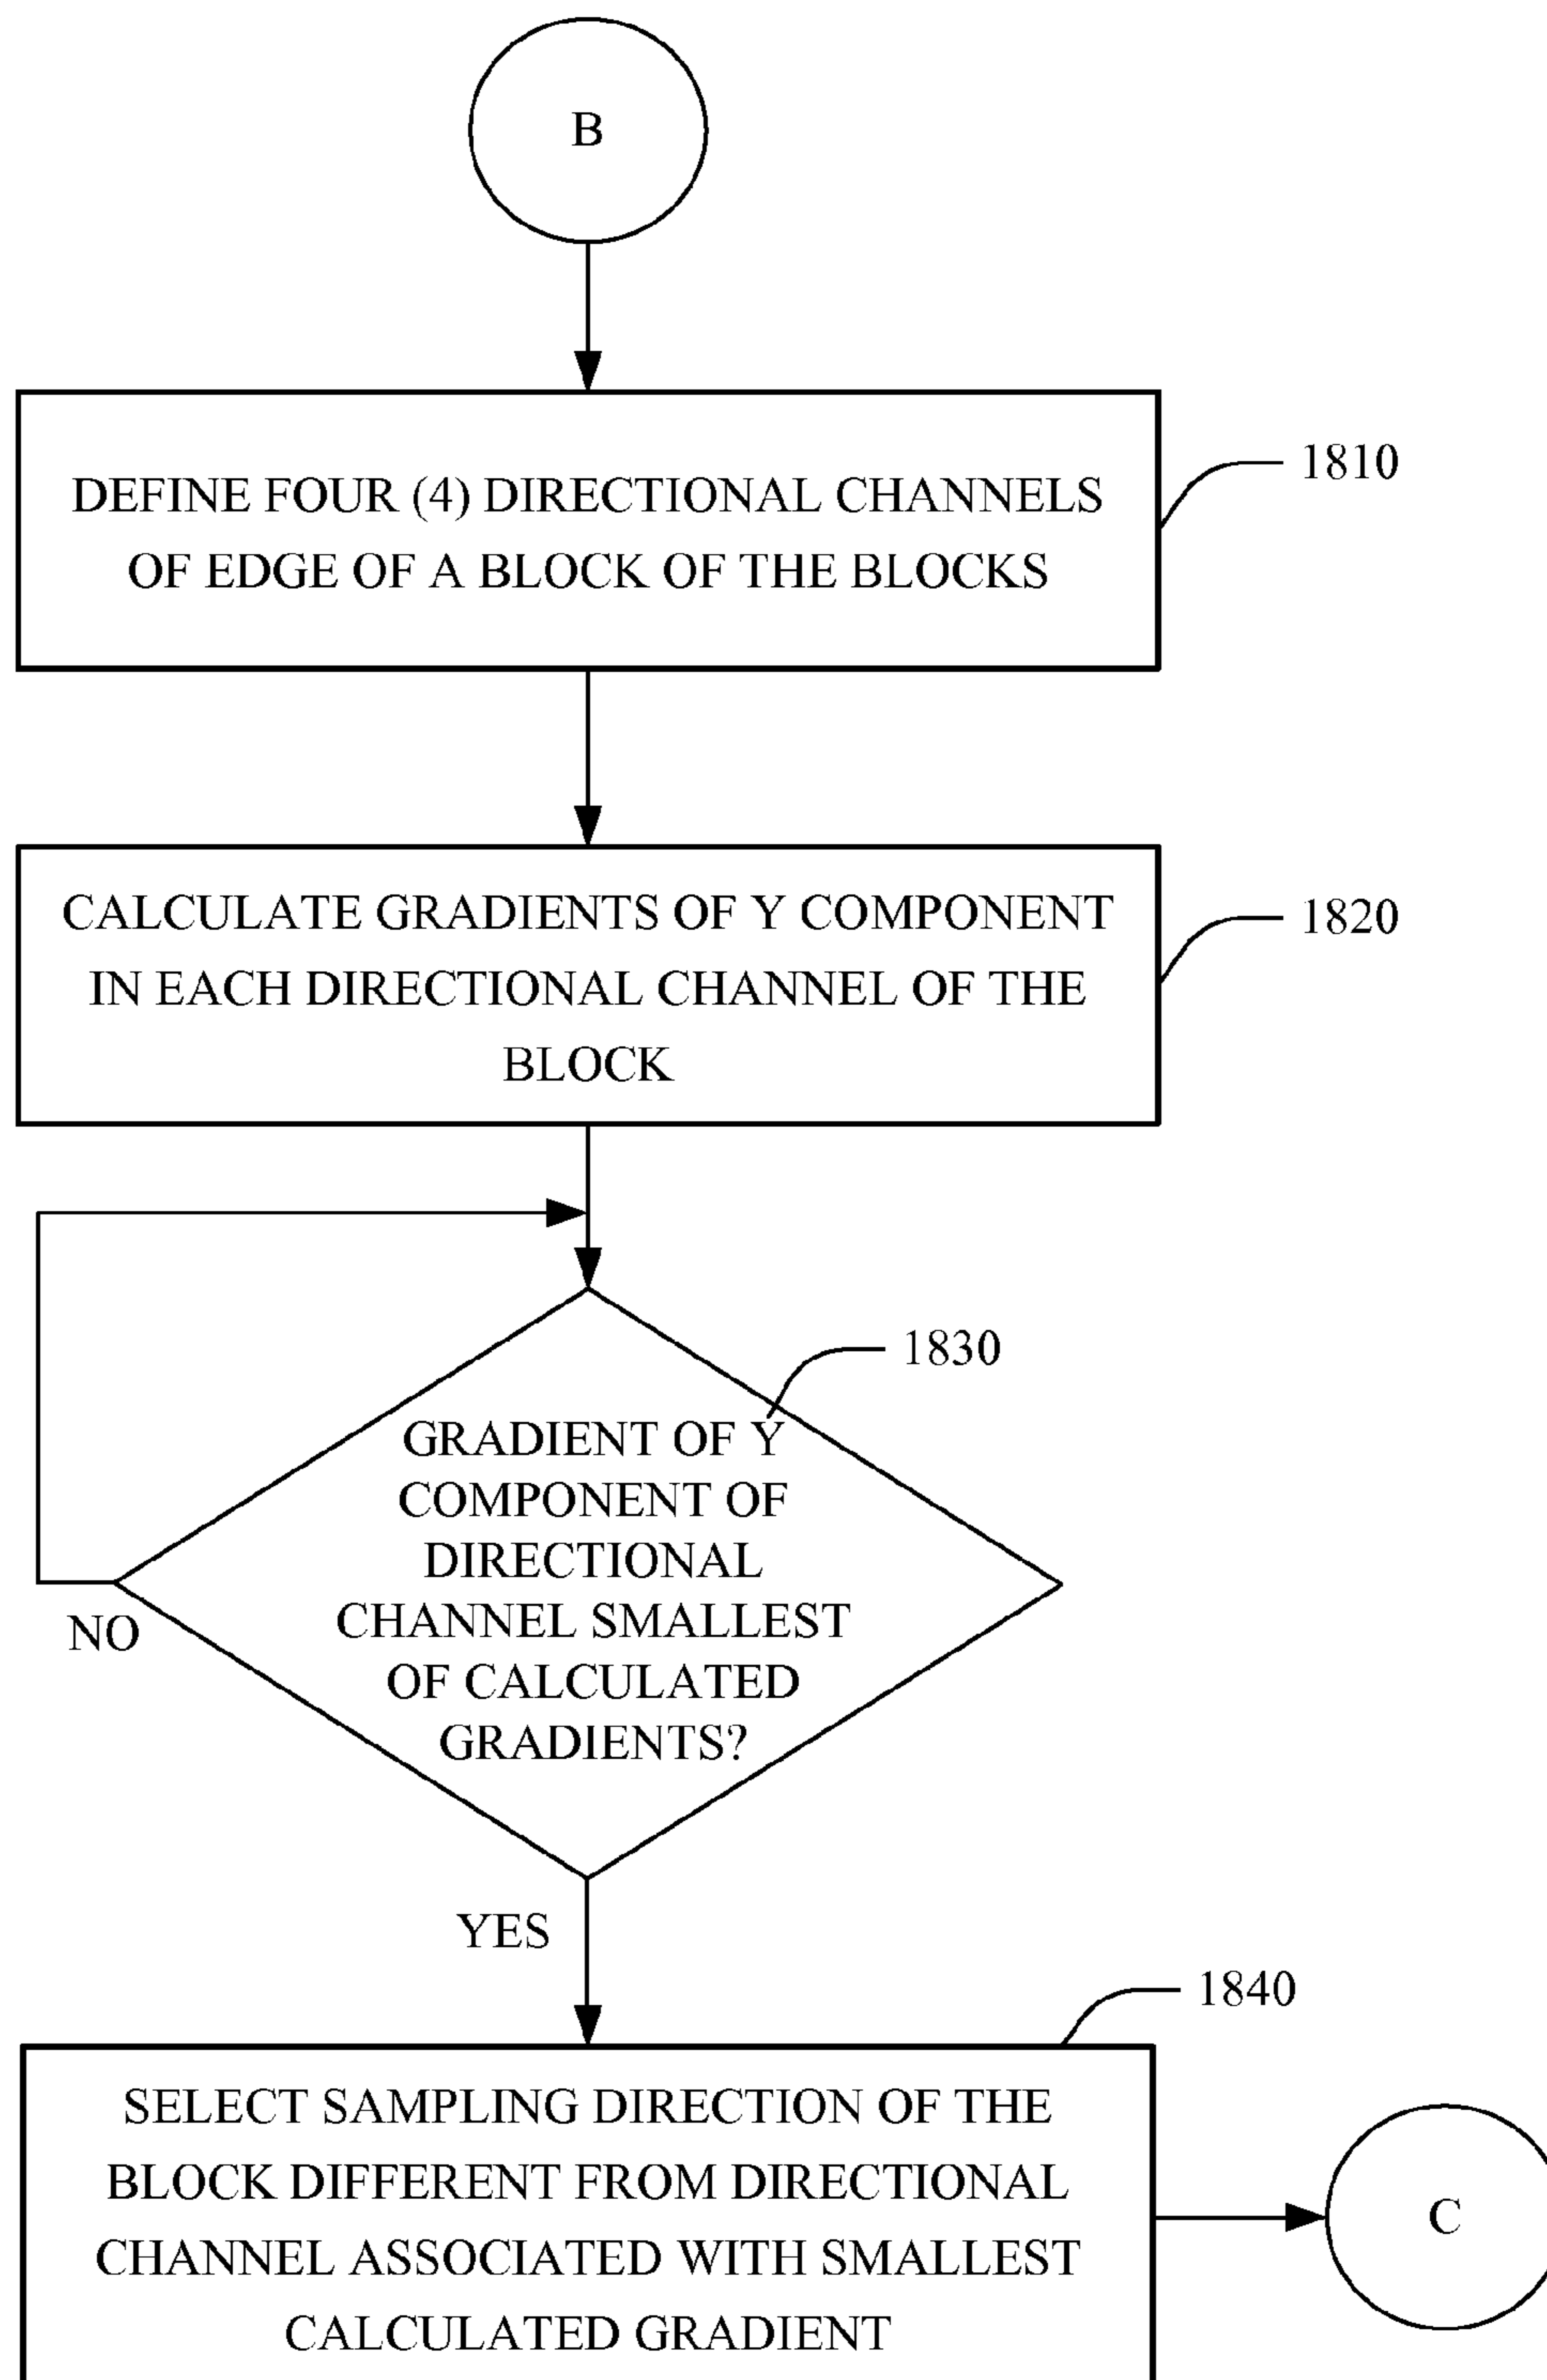 B
DEFINE FOUR (4) DIRECTIONAL CHANNELS
OF EDGE OF A BLOCK OF THE BLOCKS
1810
CALCULATE GRADIENTS OF Y COMPONENT
IN EACH DIRECTIONAL CHANNEL OF THE
BLOCK
1820
1830
GRADIENT OF Y
COMPONENT OF
DIRECTIONAL
CHANNEL SMALLEST
OF CALCULATED
GRADIENTS?
NO
YES
1840
SELECT SAMPLING DIRECTION OF THE
BLOCK DIFFERENT FROM DIRECTIONAL
CHANNEL ASSOCIATED WITH SMALLEST
CALCULATED GRADIENT
C